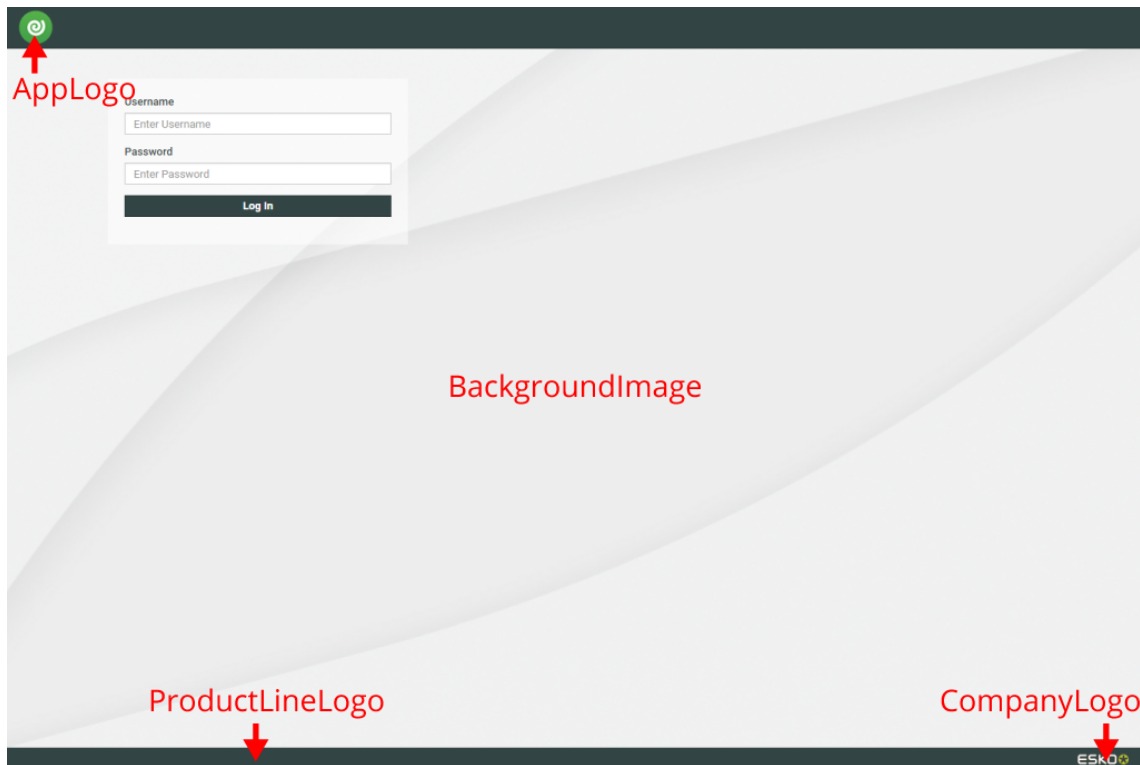 AppLogo
Username
Enter Username
Password
Enter Password
Log In
BackgroundImage
ProductLineLogo
CompanyLogo
ESKO